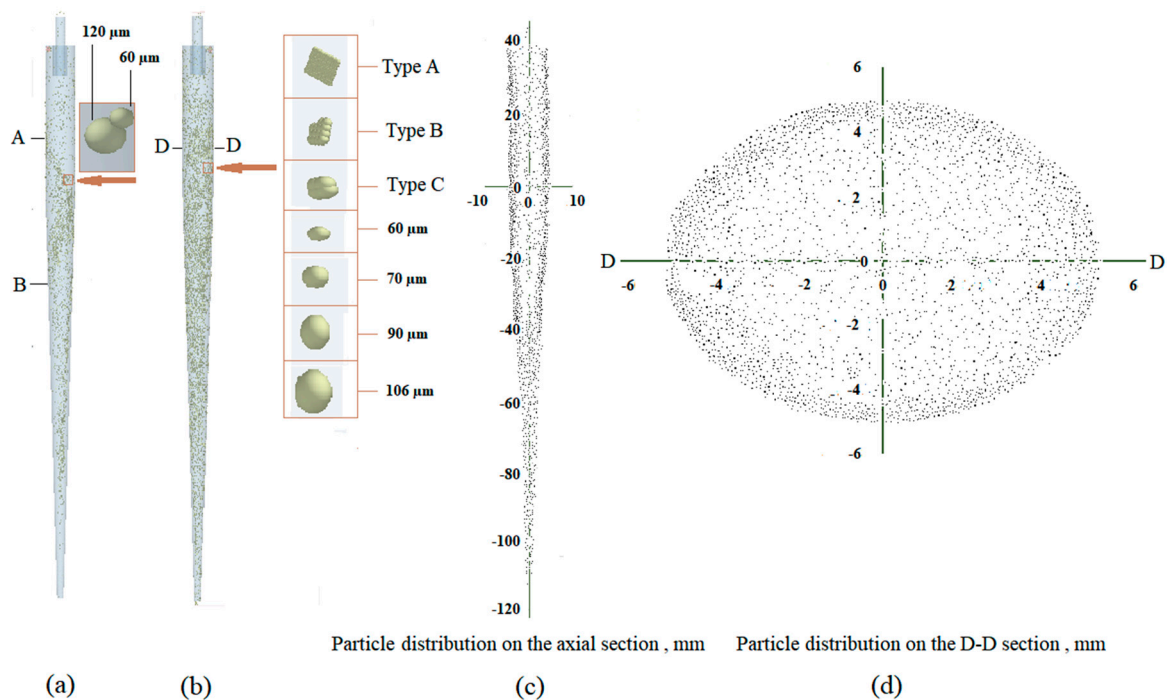 120 µm
60 µm
A
B
D D
Type A
Type B
Type C
60 µm
70 µm
90 µm
106 µm
40
20
0
-10 0 10
-20
-40
-60
-80
-100
-120
6
4
2
0
D D
-6 -4 -2 0 2 4 6
-2
-4
-6
Particle distribution on the axial section , mm
Particle distribution on the D-D section , mm
(a)
(b)
(c)
(d)